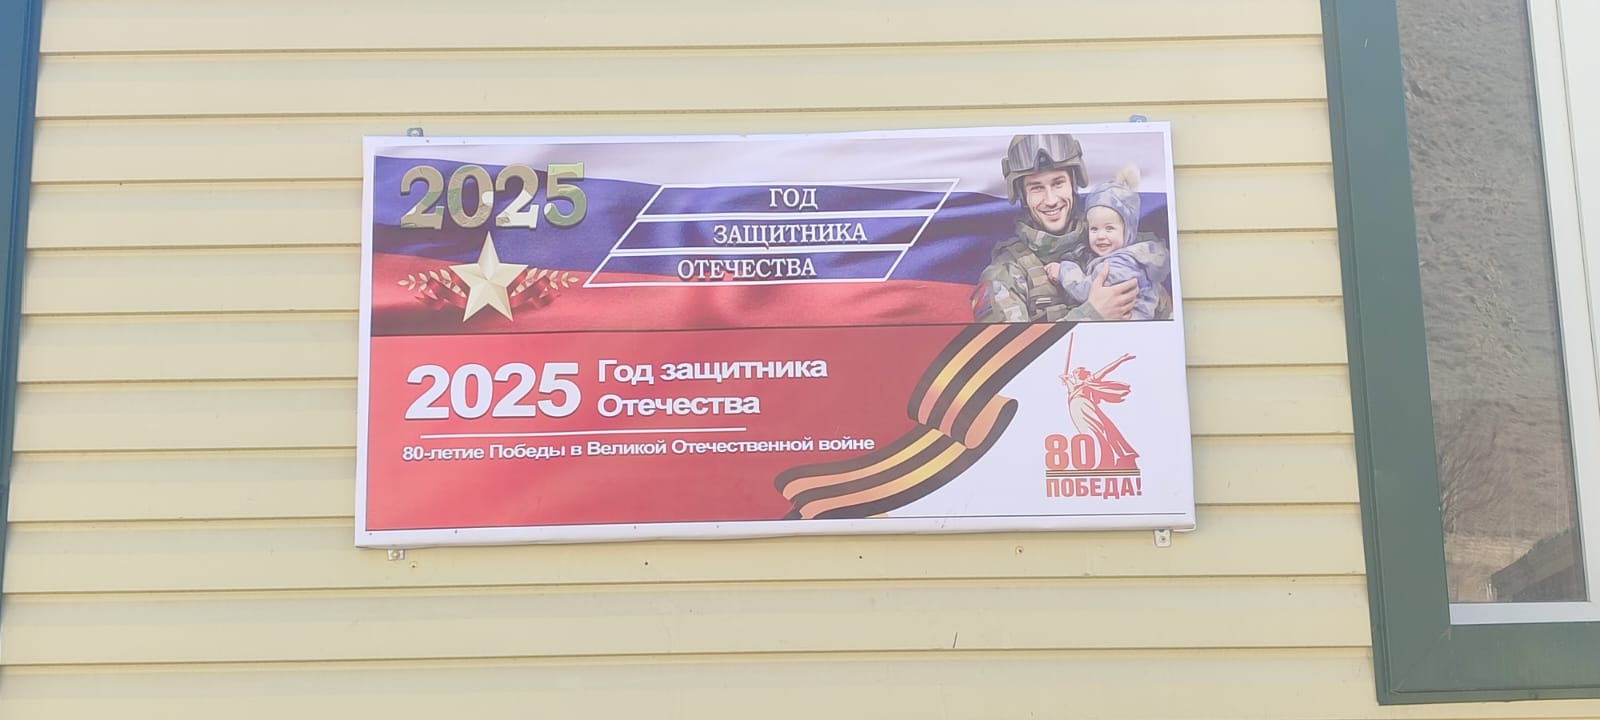 2025
ГОД
ЗАЩИТНИКА
ОТЕЧЕСТВА
2025
Год защитника
Отечества
80-летие Победы в Великой Отечественной войне
80
ПОБЕДА!